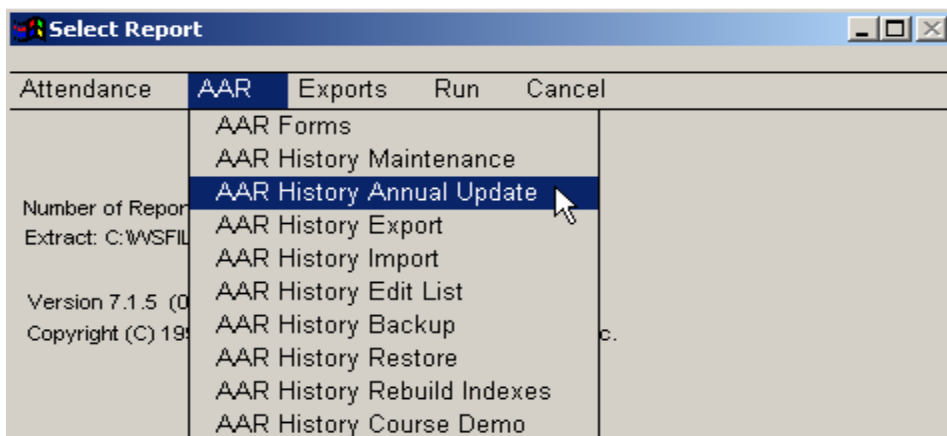 Select Report
Attendance AAR Exports Run Cancel
AAR Forms
AAR History Maintenance
AAR History Annual Update
AAR History Export
AAR History Import
AAR History Edit List
AAR History Backup
AAR History Restore
AAR History Rebuild Indexes
AAR History Course Demo
Number of Repor
Extract: C:\WSFIL
Version 7.1.5 (0
Copyright (C) 19
c.